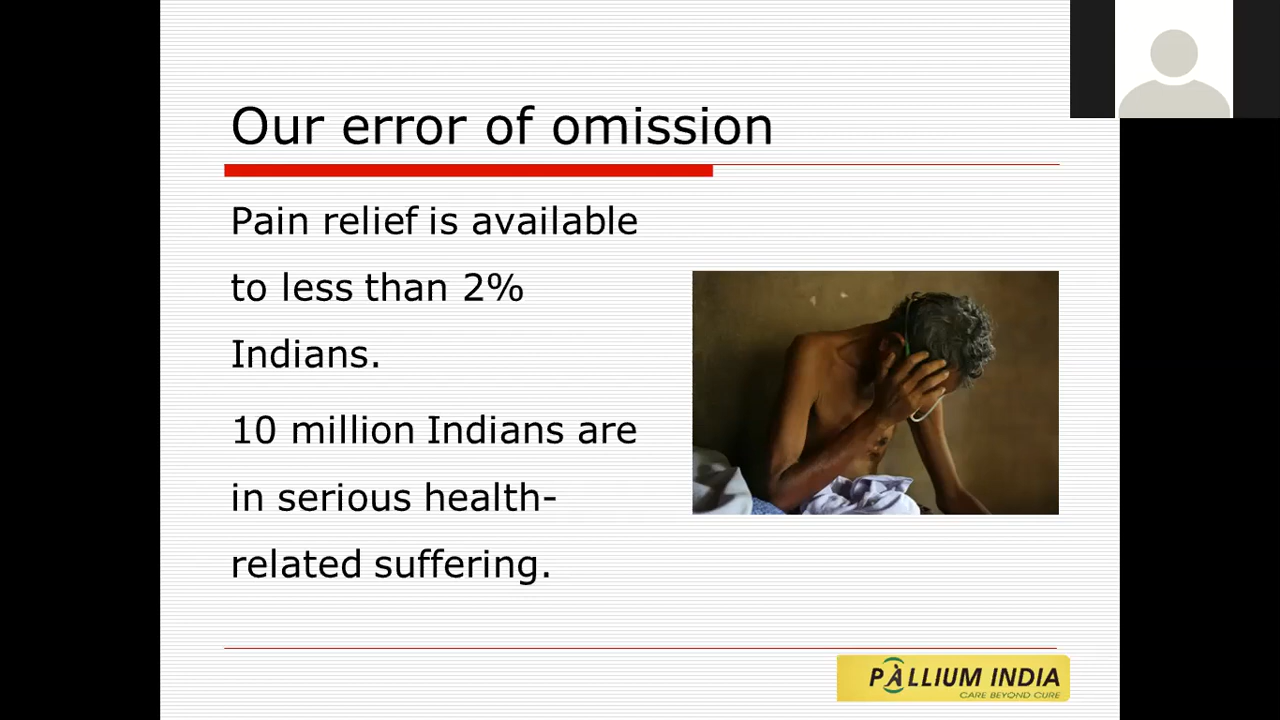 Our error of omission
Pain relief is available
to less than 2%
Indians.
10 million Indians are
in serious health-
related suffering.
PALLIUM INDIA
CARE BEYOND CURE